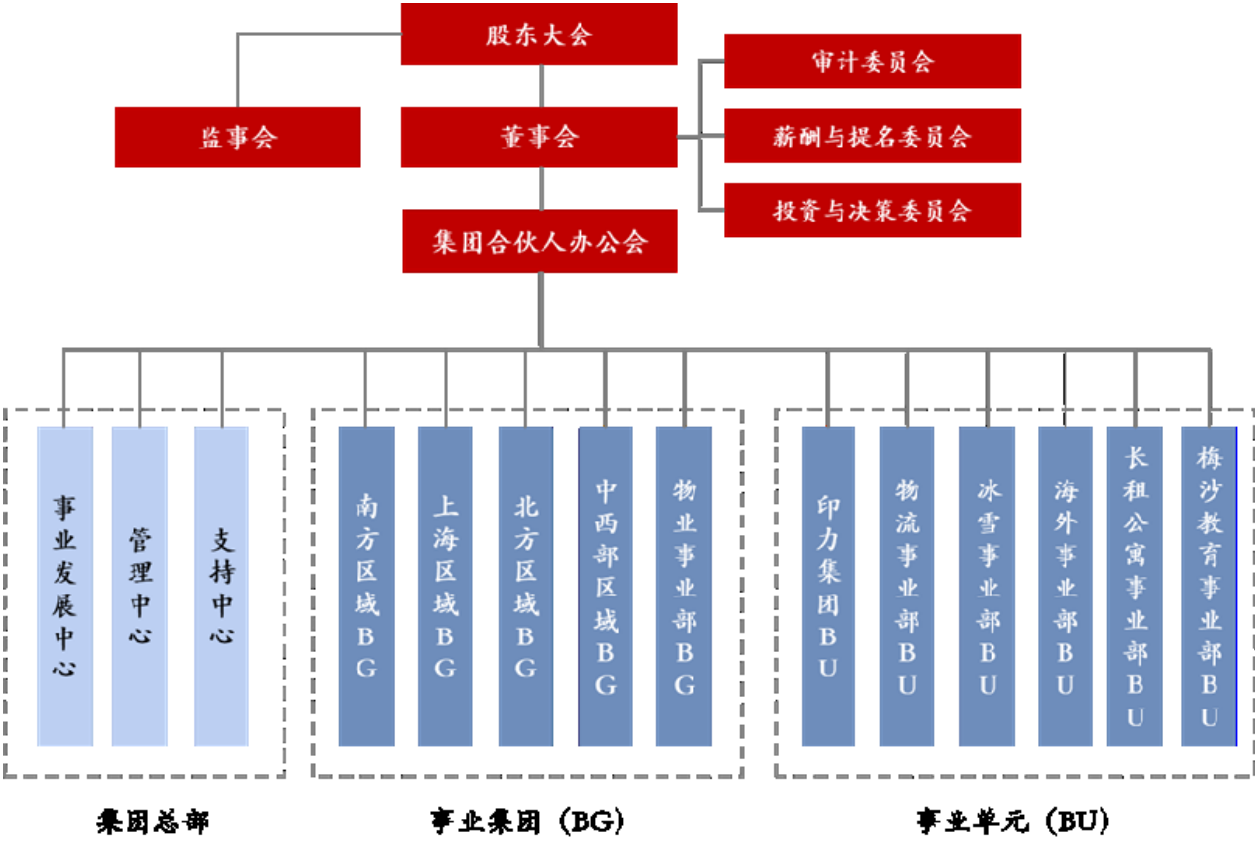 股东大会
审计委员会
监事会
董事会
薪酬与提名委员会
投资与决策委员会
集团合伙人办公会
事业发展中心
管理中心
支持中心
南方区域BG
上海区域BG
北方区域BG
中西部区域BG
物业事业部BG
印力集团BU
物流事业部BU
冰雪事业部BU
海外事业部BU
长租公寓事业部BU
梅沙教育事业部BU
集团总部
事业集团（BG）
事业单元（BU）